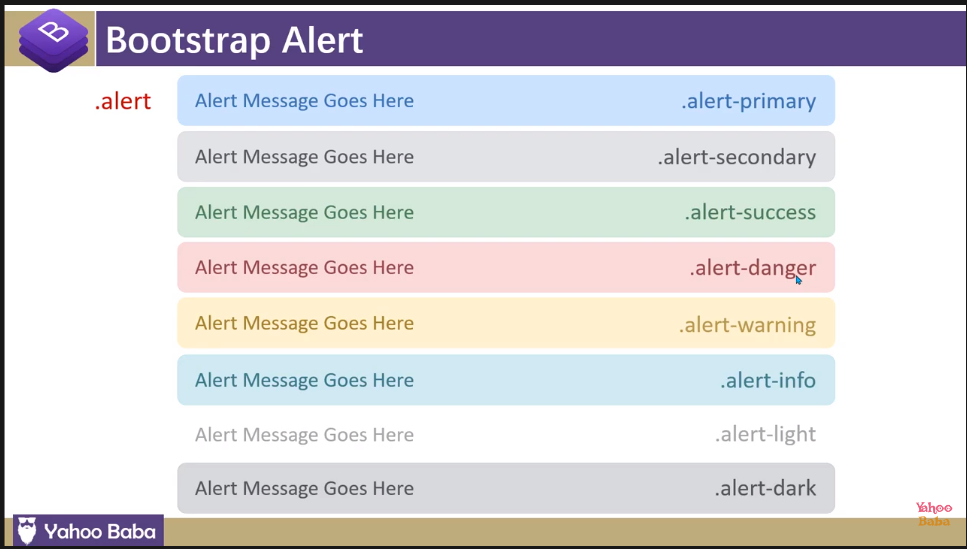 Bootstrap Alert
.alert
Alert Message Goes Here .alert-primary
Alert Message Goes Here .alert-secondary
Alert Message Goes Here .alert-success
Alert Message Goes Here .alert-danger
Alert Message Goes Here .alert-warning
Alert Message Goes Here .alert-info
Alert Message Goes Here .alert-light
Alert Message Goes Here .alert-dark
Yahoo
Baba
Yahoo Baba